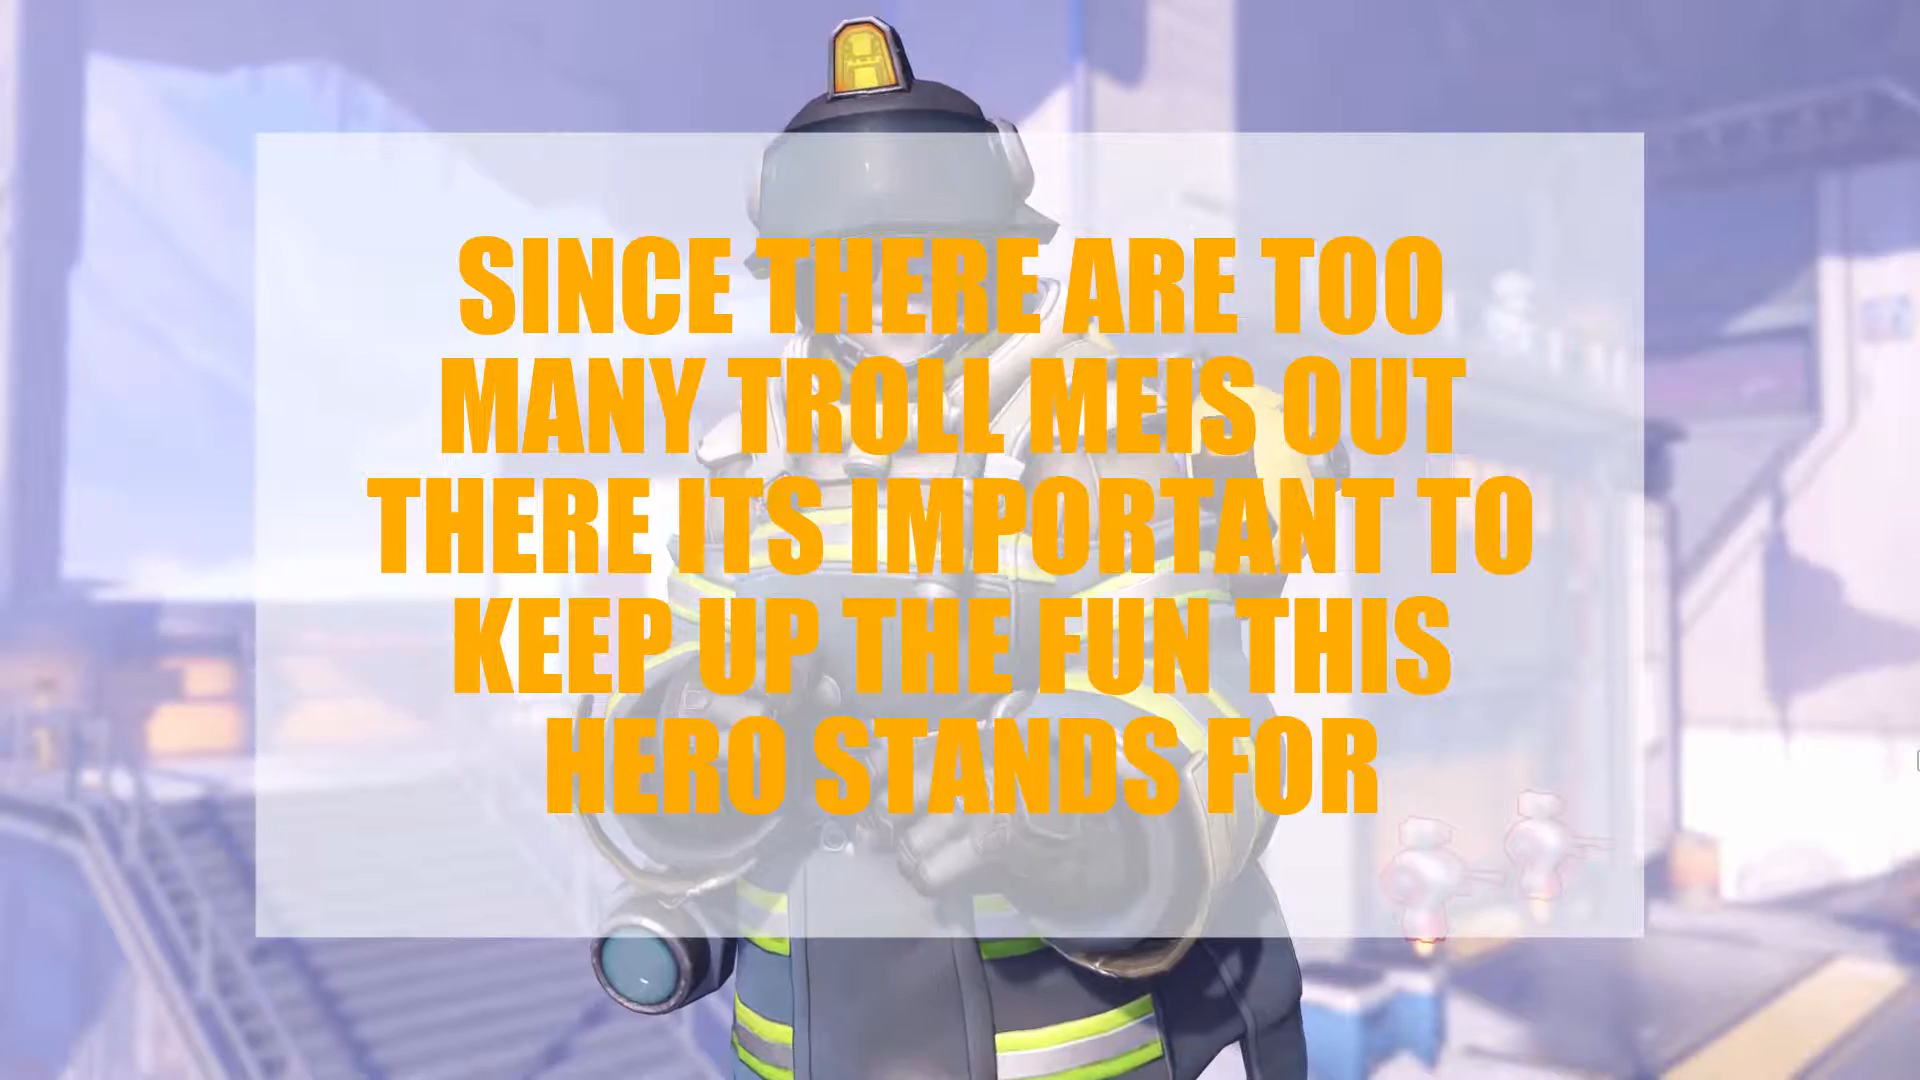 SINCE THERE ARE TOO
MANY TROLL MEIS OUT
THERE ITS IMPORTANT TO
KEEP UP THE FUN THIS
HERO STANDS FOR